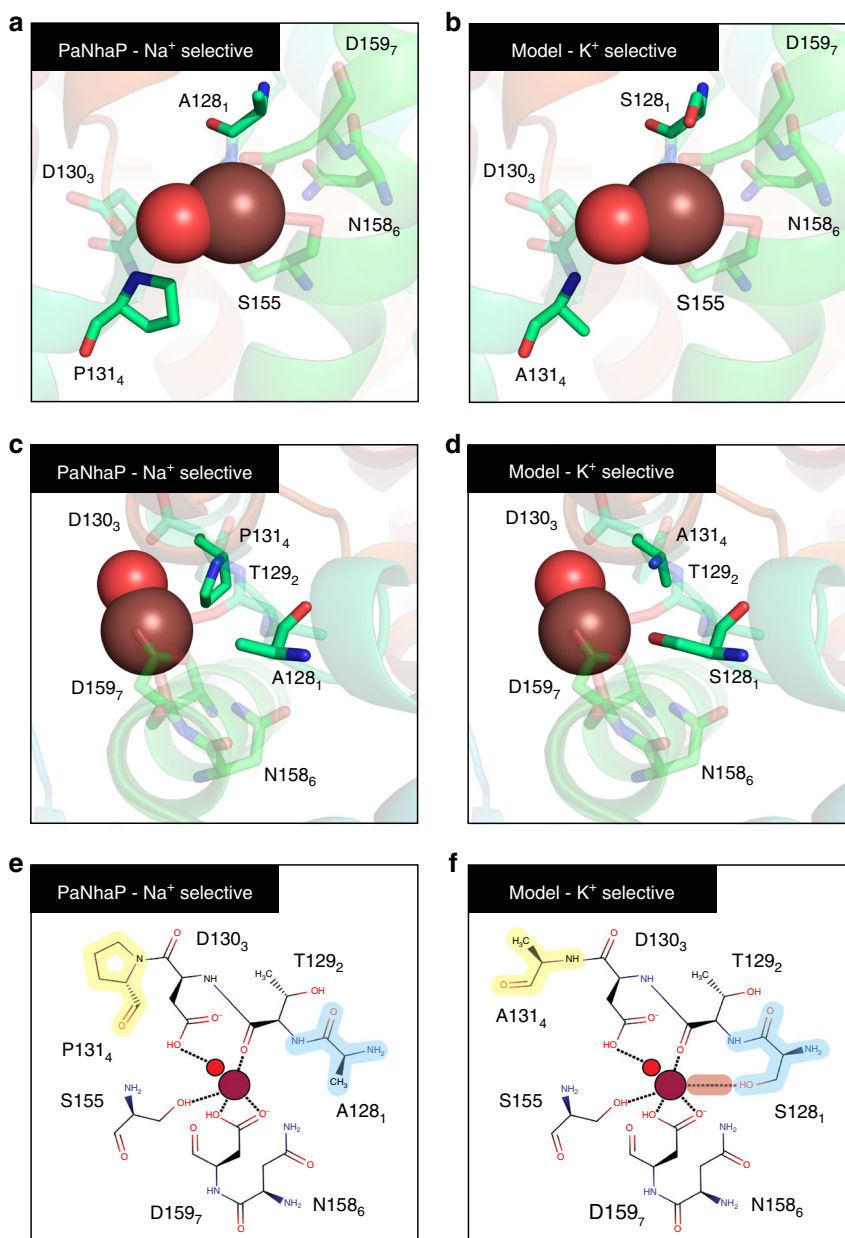 a
PaNhaP - Na⁺ selective
D159₇
A128₁
D130₃
N158₆
S155
P131₄
b
Model - K⁺ selective
D159₇
S128₁
D130₃
N158₆
S155
A131₄
c
PaNhaP - Na⁺ selective
D130₃
P131₄
T129₂
D159₇
A128₁
N158₆
d
Model - K⁺ selective
D130₃
A131₄
T129₂
D159₇
S128₁
N158₆
e
PaNhaP - Na⁺ selective
O
D130₃
N
NH
T129₂
H₃C
OH
O
O
O⁻
P131₄
HO
O
NH
NH₂
CH₃
S155
NH₂
OH
A128₁
HO
O⁻
O
O
NH₂
O
NH
O
NH₂
D159₇
N158₆
f
Model - K⁺ selective
H₃C
O
D130₃
NH
NH
T129₂
O
H₃C
OH
A131₄
O
O⁻
O
HO
O
NH
NH₂
S155
NH₂
OH
HO
S128₁
HO
O⁻
O
O
NH₂
O
NH
O
NH₂
D159₇
N158₆